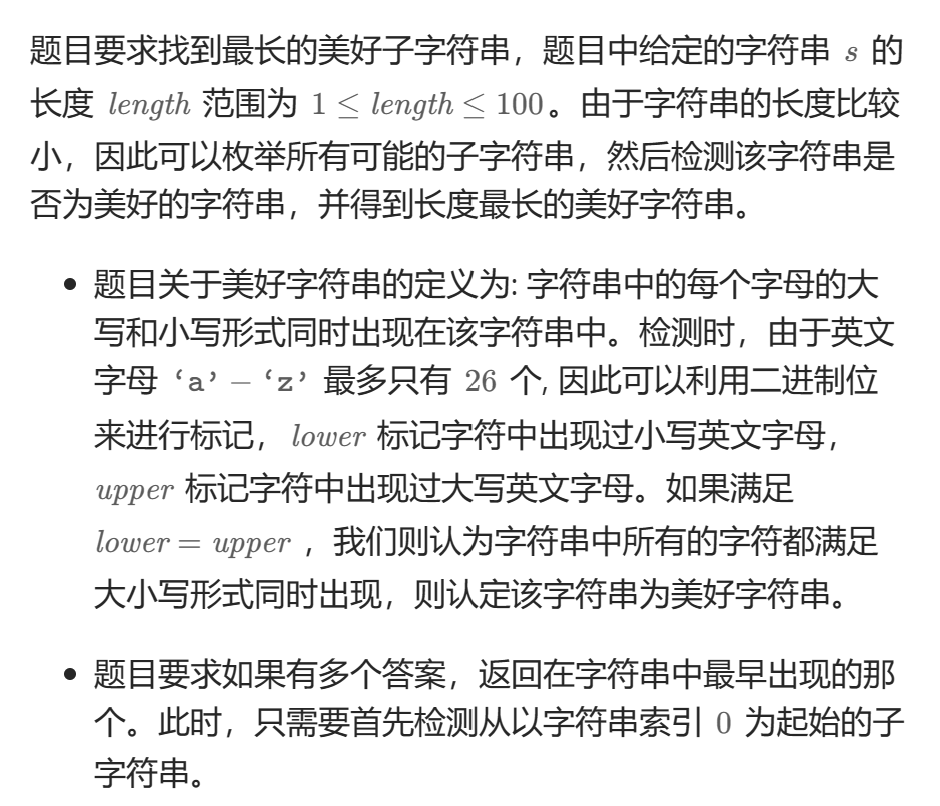 题目要求找到最长的美好子字符串，题目中给定的字符串 s 的
长度 length 范围为 1 ≤ length ≤ 100。由于字符串的长度比较
小，因此可以枚举所有可能的子字符串，然后检测该字符串是
否为美好的字符串，并得到长度最长的美好字符串。
• 题目关于美好字符串的定义为: 字符串中的每个字母的大
写和小写形式同时出现在该字符串中。检测时，由于英文
字母 ‘a’ − ‘z’ 最多只有 26 个, 因此可以利用二进制位
来进行标记， lower 标记字符中出现过小写英文字母，
upper 标记字符中出现过大写英文字母。如果满足
lower = upper ，我们则认为字符串中所有的字符都满足
大小写形式同时出现，则认定该字符串为美好字符串。
• 题目要求如果有多个答案，返回在字符串中最早出现的那
个。此时，只需要首先检测从以字符串索引 0 为起始的子
字符串。